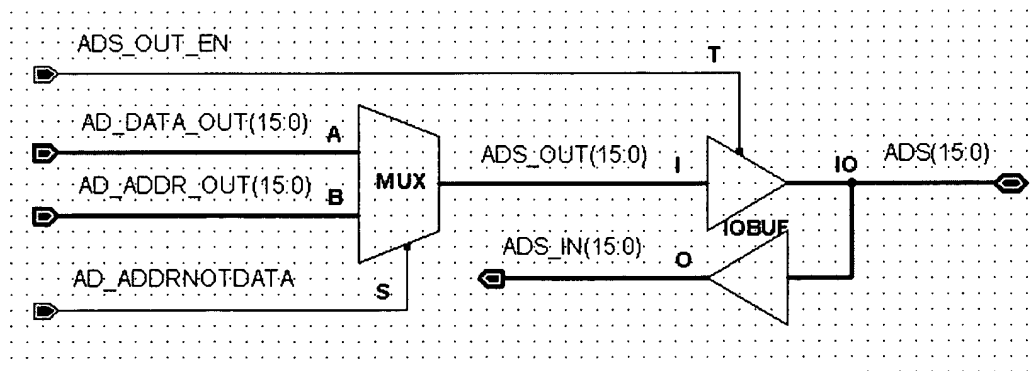 ADS_OUT_EN
T
AD_DATA_OUT(15:0)
A
ADS_OUT(15:0)
I
IO
ADS(15:0)
MUX
AD_ADDR_OUT(15:0)
B
IOBUF
ADS_IN(15:0)
O
AD_ADDRNOTDATA
S